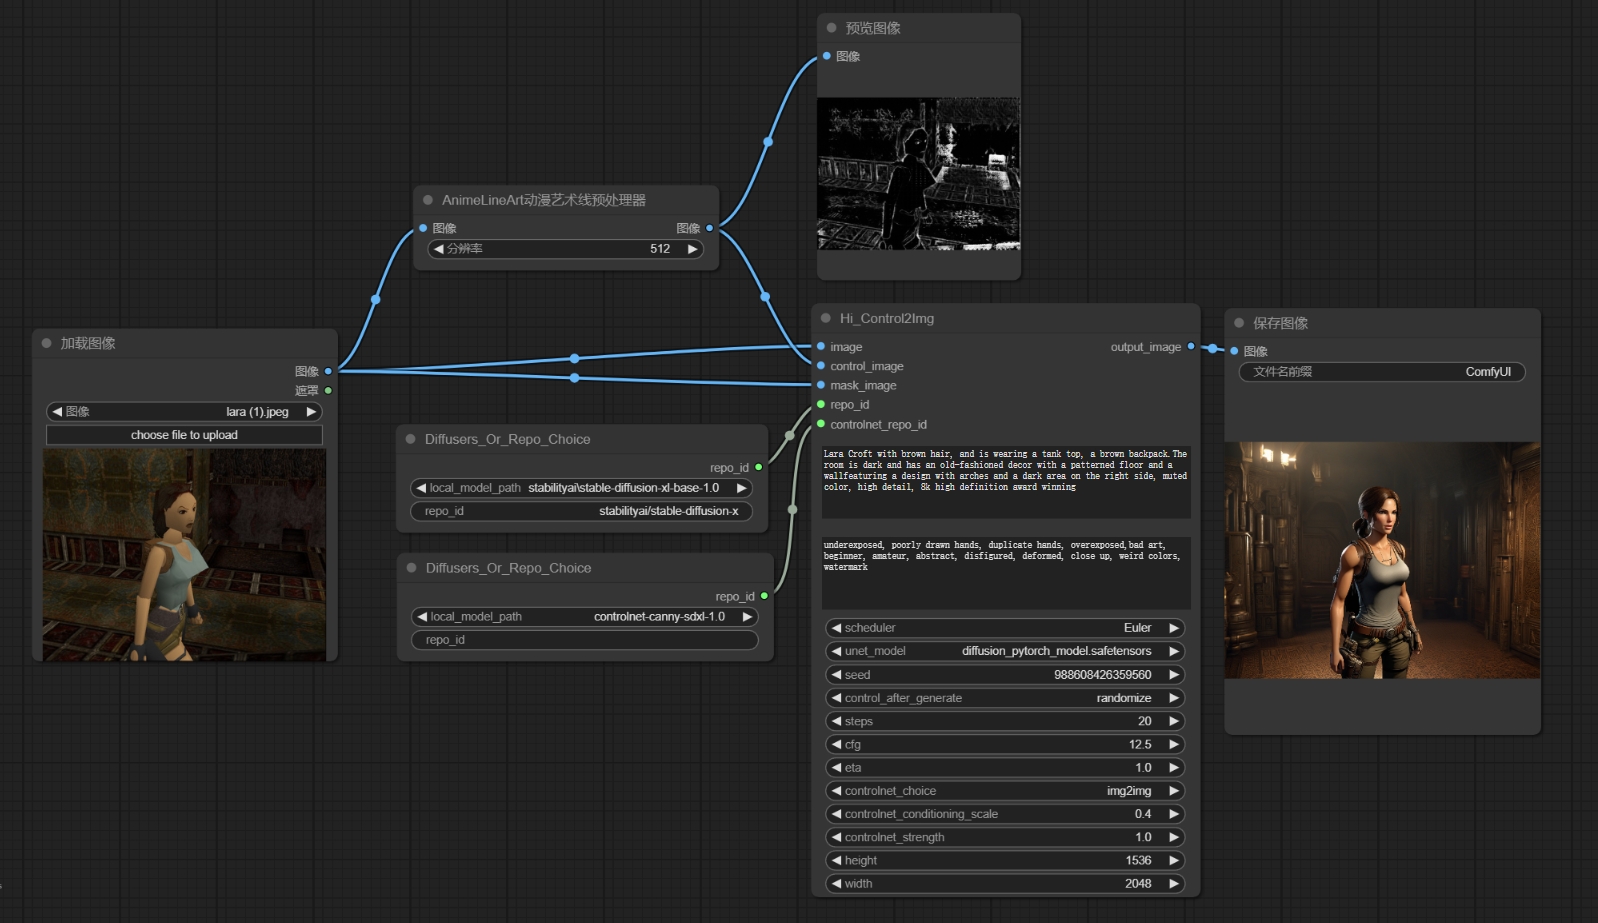 预览图像
图像
AnimeLineArt动漫艺术线预处理器
图像
图像
分辨率
512
加载图像
图像
遮罩
图像
lara (1).jpeg
choose file to upload
Diffusers_Or_Repo_Choice
repo_id
local_model_path
stabilityai\stable-diffusion-xl-base-1.0
repo_id
stabilityai/stable-diffusion-x
Diffusers_Or_Repo_Choice
repo_id
local_model_path
controlnet-canny-sdxl-1.0
repo_id
Hi_Control2Img
image
output_image
control_image
mask_image
repo_id
controlnet_repo_id
Lara Croft with brown hair, and is wearing a tank top, a brown backpack.The
room is dark and has an old-fashioned decor with a patterned floor and a
wallfeaturing a design with arches and a dark area on the right side, muted
color, high detail, 8k high definition award winning
underexposed, poorly drawn hands, duplicate hands, overexposed,bad art,
beginner, amateur, abstract, disfigured, deformed, close up, weird colors,
watermark
scheduler
Euler
unet_model
diffusion_pytorch_model.safetensors
seed
988608426359560
control_after_generate
randomize
steps
20
cfg
12.5
eta
1.0
controlnet_choice
img2img
controlnet_conditioning_scale
0.4
controlnet_strength
1.0
height
1536
width
2048
保存图像
图像
文件名前缀
ComfyUI